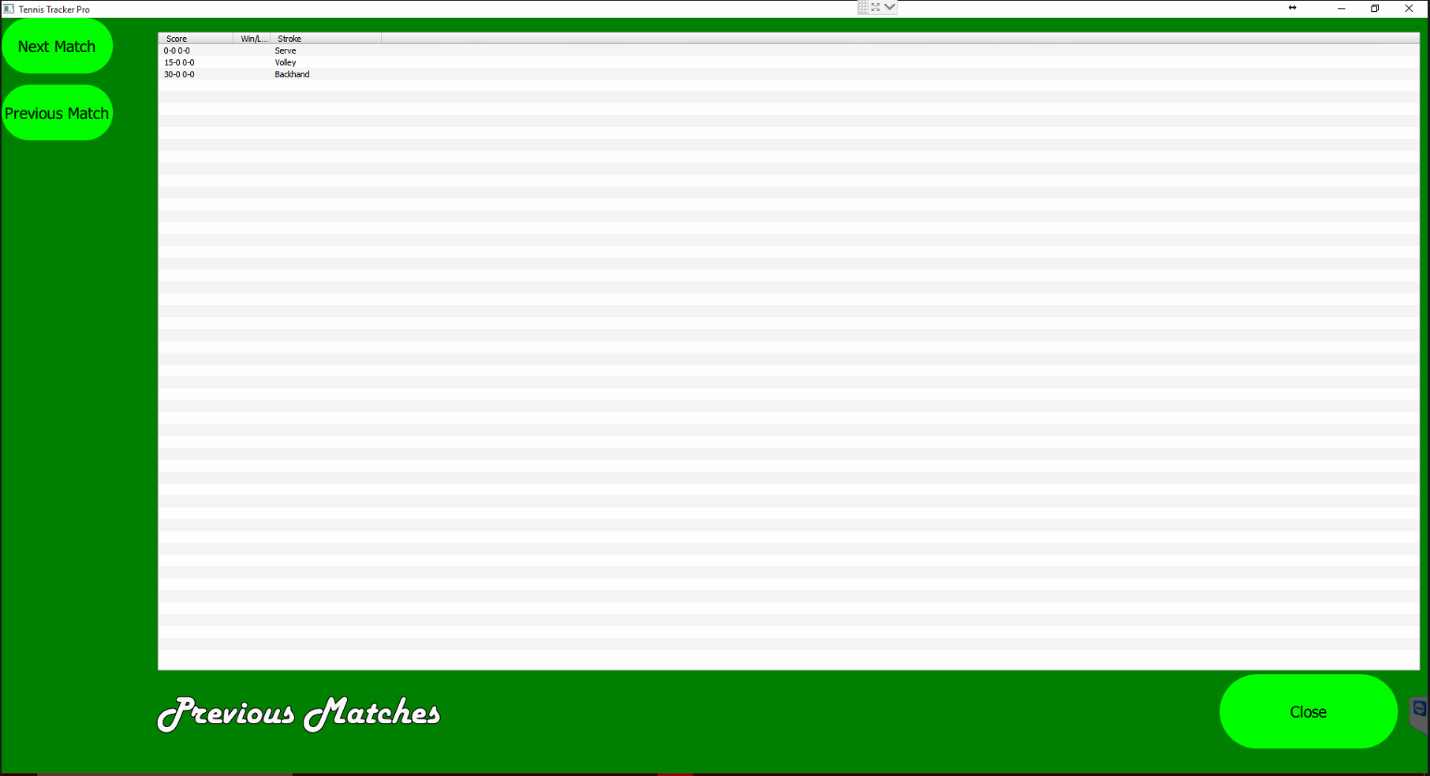 Tennis Tracker Pro
Next Match
Previous Match
Score Win/L... Stroke
0-0 0-0 Serve
15-0 0-0 Volley
30-0 0-0 Backhand
Previous Matches
Close